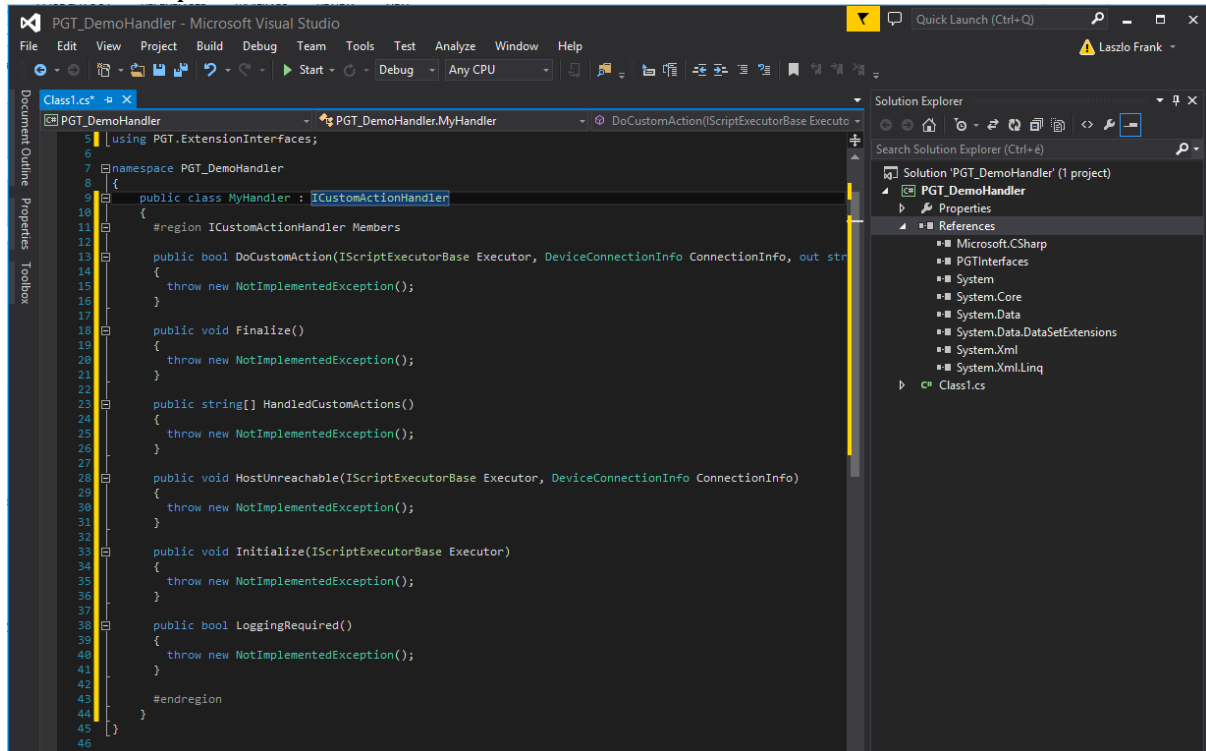 PGT_DemoHandler - Microsoft Visual Studio
Quick Launch (Ctrl+Q)
File Edit View Project Build Debug Team Tools Test Analyze Window Help
Laszlo Frank
Start Debug Any CPU
Document Outline
Properties
Toolbox
Class1.cs*
PGT_DemoHandler PGT_DemoHandler.MyHandler DoCustomAction(IScriptExecutorBase Executo
5 using PGT.ExtensionInterfaces;
6
7 namespace PGT_DemoHandler
8 {
9 public class MyHandler : ICustomActionHandler
10 {
11 #region ICustomActionHandler Members
12
13 public bool DoCustomAction(IScriptExecutorBase Executor, DeviceConnectionInfo ConnectionInfo, out str
14 {
15 throw new NotImplementedException();
16 }
17
18 public void Finalize()
19 {
20 throw new NotImplementedException();
21 }
22
23 public string[] HandledCustomActions()
24 {
25 throw new NotImplementedException();
26 }
27
28 public void HostUnreachable(IScriptExecutorBase Executor, DeviceConnectionInfo ConnectionInfo)
29 {
30 throw new NotImplementedException();
31 }
32
33 public void Initialize(IScriptExecutorBase Executor)
34 {
35 throw new NotImplementedException();
36 }
37
38 public bool LoggingRequired()
39 {
40 throw new NotImplementedException();
41 }
42
43 #endregion
44 }
45 }
46
Solution Explorer
Search Solution Explorer (Ctrl+é)
Solution 'PGT_DemoHandler' (1 project)
C# PGT_DemoHandler
Properties
References
Microsoft.CSharp
PGTInterfaces
System
System.Core
System.Data
System.Data.DataSetExtensions
System.Xml
System.Xml.Linq
C# Class1.cs